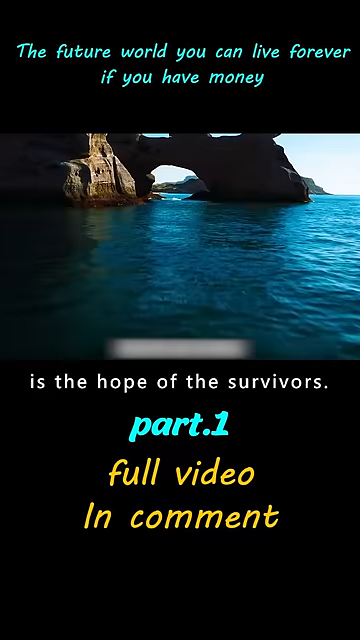 The future world you can live forever
if you have money
is the hope of the survivors.
part.1
full video
In comment